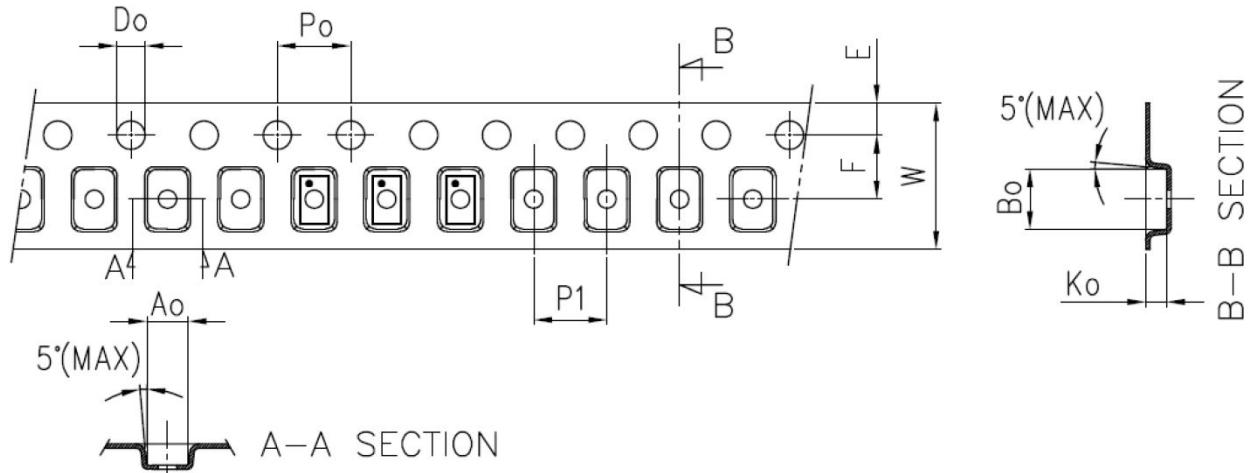 Do
Po
B
E
5°(MAX)
F
W
Bo
A
A
B
P1
Ko
Ao
5°(MAX)
A-A SECTION
B-B SECTION